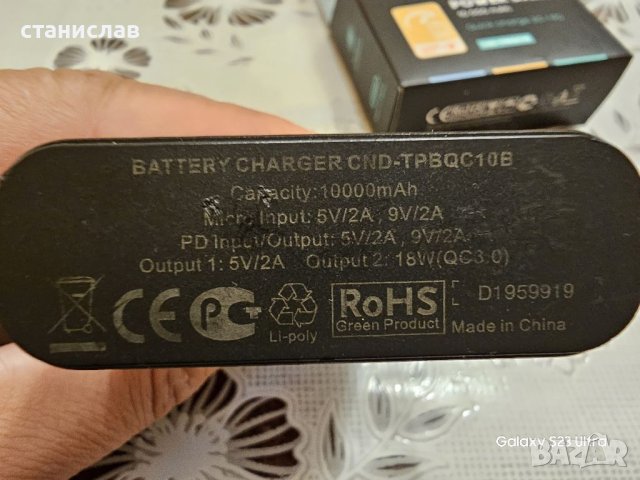 станислав
BATTERY CHARGER CND-TPBQC10B
Capacity:10000mAh
Micro Input: 5V/2A , 9V/2A
PD Input/Output: 5V/2A , 9V/2A
Output 1: 5V/2A Output 2: 18W(QC3.0)
CE
Li-poly
RoHS
Green Product
D1959919
Made in China
Galaxy S23 Ultra
BAZAR